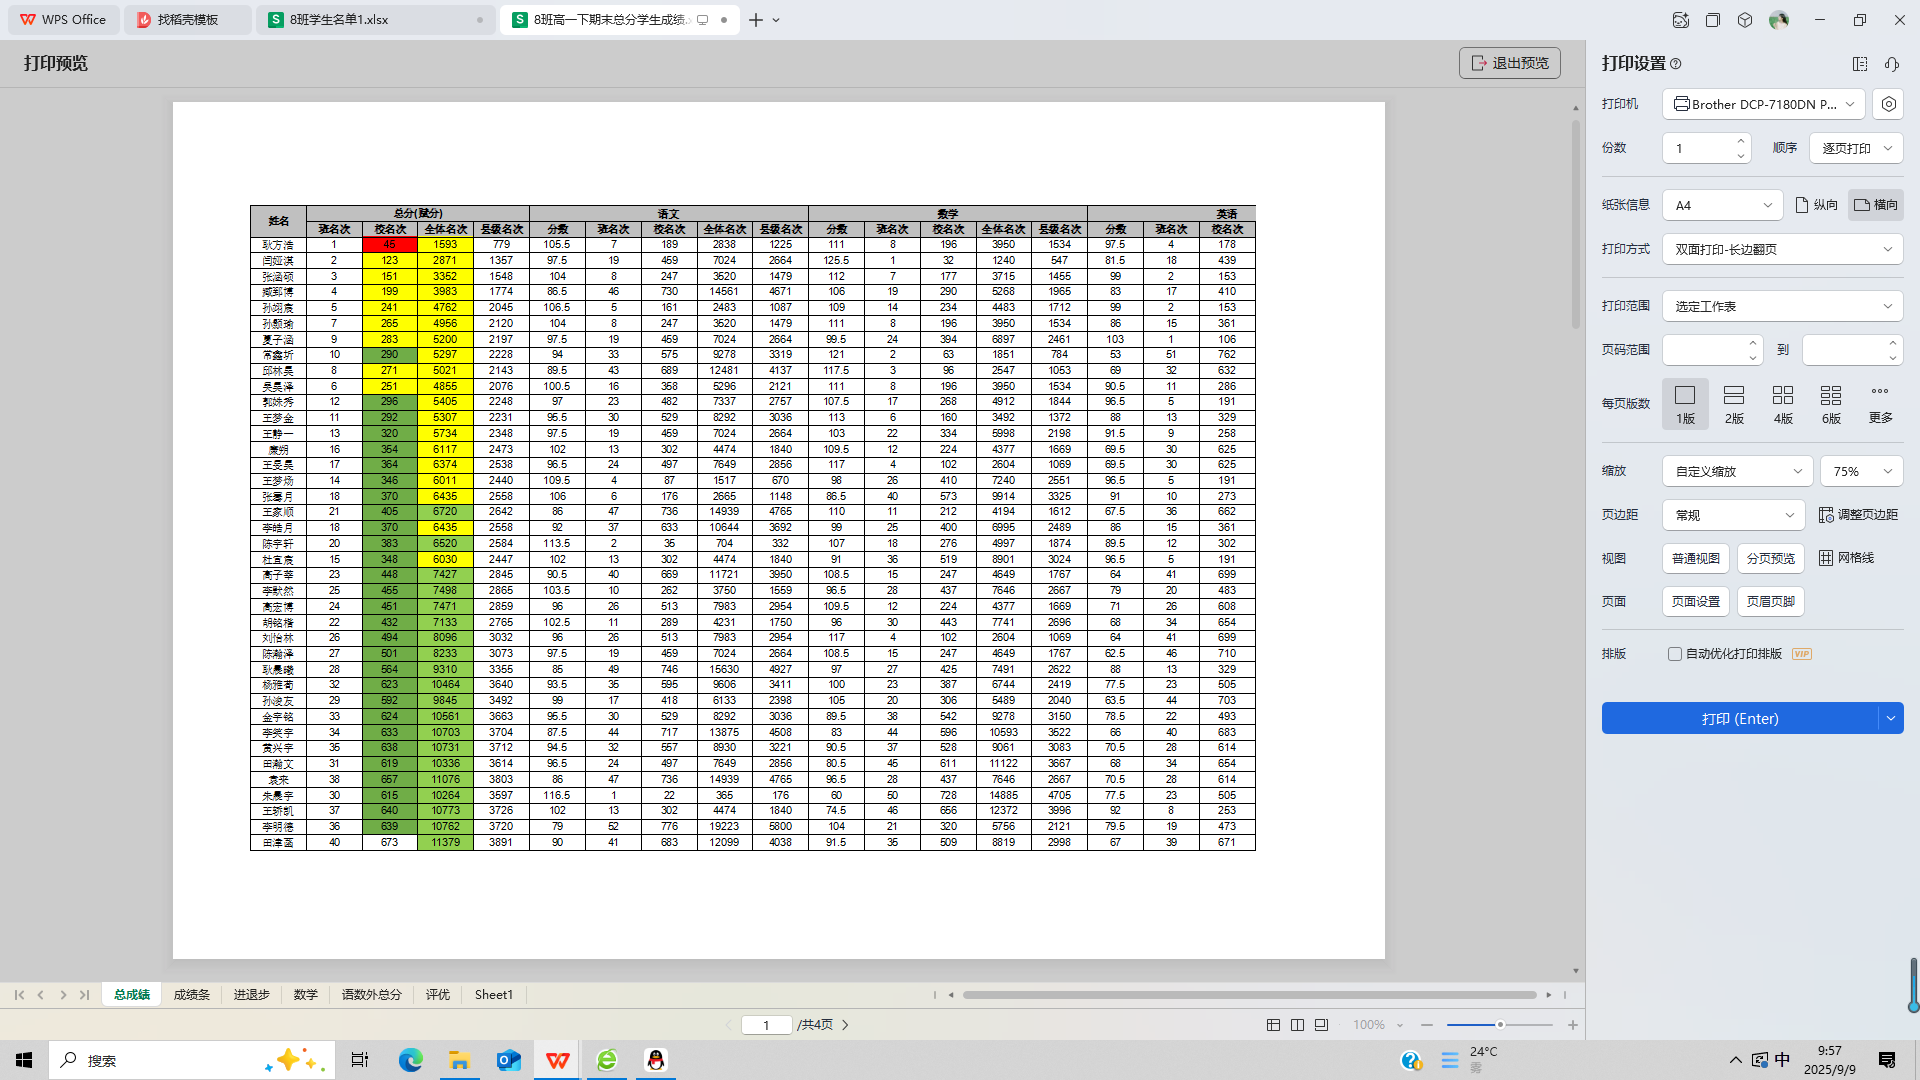 WPS Office 找稻壳模板 8班学生名单1.xlsx 8班高一下期末总分学生成绩.x
打印预览 退出预览
姓名 总分(赋分) 语文 数学 英语
班名次 校名次 全体名次 县级名次 分数 班名次 校名次 全体名次 县级名次 分数 班名次 校名次 全体名次 县级名次 分数 班名次 校名次
耿方浩 1 45 1593 779 105.5 7 189 2838 1225 111 8 196 3950 1534 97.5 4 178
闫娅淇 2 123 2871 1357 97.5 19 459 7024 2664 125.5 1 32 1240 547 81.5 18 439
张涵硕 3 151 3352 1548 104 8 247 3520 1479 112 7 177 3715 1455 99 2 153
臧郅博 4 199 3983 1774 86.5 46 730 14561 4671 106 19 290 5268 1965 83 17 410
孙翊宸 5 241 4762 2045 106.5 5 161 2483 1087 109 14 234 4483 1712 99 2 153
孙颢瑜 7 265 4956 2120 104 8 247 3520 1479 111 8 196 3950 1534 86 15 361
夏子涵 9 283 5200 2197 97.5 19 459 7024 2664 99.5 24 394 6897 2461 103 1 106
常鑫圻 10 290 5297 2228 94 33 575 9278 3319 121 2 63 1851 784 53 51 762
邱林昊 8 271 5021 2143 89.5 43 689 12481 4137 117.5 3 96 2547 1053 69 32 632
吴昊泽 6 251 4855 2076 100.5 16 358 5296 2121 111 8 196 3950 1534 90.5 11 286
郭姝秀 12 296 5405 2248 97 23 482 7337 2757 107.5 17 268 4912 1844 96.5 5 191
王梦金 11 292 5307 2231 95.5 30 529 8292 3036 113 6 160 3492 1372 88 13 329
王静一 13 320 5734 2348 97.5 19 459 7024 2664 103 22 334 5998 2198 91.5 9 258
糜朔 16 354 6117 2473 102 13 302 4474 1840 109.5 12 224 4377 1669 69.5 30 625
王旻昊 17 364 6374 2538 96.5 24 497 7649 2856 117 4 102 2604 1069 69.5 30 625
王梦炀 14 346 6011 2440 109.5 4 87 1517 670 98 26 410 7240 2551 96.5 5 191
张骞月 18 370 6435 2558 106 6 176 2665 1148 86.5 40 573 9914 3325 91 10 273
王家顺 21 405 6720 2642 86 47 736 14939 4765 110 11 212 4194 1612 67.5 36 662
李皓月 18 370 6435 2558 92 37 633 10644 3692 99 25 400 6995 2489 86 15 361
陈宇轩 20 383 6520 2584 113.5 2 35 704 332 107 18 276 4997 1874 89.5 12 302
杜宜宸 15 348 6030 2447 102 13 302 4474 1840 91 36 519 8901 3024 96.5 5 191
高子莘 23 448 7427 2845 90.5 40 669 11721 3950 108.5 15 247 4649 1767 64 41 699
李默然 25 455 7498 2865 103.5 10 262 3750 1559 96.5 28 437 7646 2667 79 20 483
高宏博 24 451 7471 2859 96 26 513 7983 2954 109.5 12 224 4377 1669 71 26 608
胡铭楷 22 432 7133 2765 102.5 11 289 4231 1750 96 30 443 7741 2696 68 34 654
刘怡林 26 494 8096 3032 96 26 513 7983 2954 117 4 102 2604 1069 64 41 699
陈瀚泽 27 501 8233 3073 97.5 19 459 7024 2664 108.5 15 247 4649 1767 62.5 46 710
耿晨曦 28 564 9310 3355 85 49 746 15630 4927 97 27 425 7491 2622 88 13 329
杨雅萄 32 623 10464 3640 93.5 35 595 9606 3411 100 23 387 6744 2419 77.5 23 505
孙浚友 29 592 9845 3492 99 17 418 6133 2398 105 20 306 5489 2040 63.5 44 703
金宇铭 33 624 10561 3663 95.5 30 529 8292 3036 89.5 38 542 9278 3150 78.5 22 493
李笑宇 34 633 10703 3704 87.5 44 717 13875 4508 83 44 596 10593 3522 66 40 683
黄兴宇 35 638 10731 3712 94.5 32 557 8930 3221 90.5 37 528 9061 3083 70.5 28 614
田瀚文 31 619 10336 3614 96.5 24 497 7649 2856 80.5 45 611 11122 3667 68 34 654
袁来 38 657 11076 3803 86 47 736 14939 4765 96.5 28 437 7646 2667 70.5 28 614
朱晨宇 30 615 10264 3597 116.5 1 22 365 176 60 50 728 14885 4705 77.5 23 505
王轿凯 37 640 10773 3726 102 13 302 4474 1840 74.5 46 656 12372 3996 92 8 253
李明德 36 639 10762 3720 79 52 776 19223 5800 104 21 320 5756 2121 79.5 19 473
田津菡 40 673 11379 3891 90 41 683 12099 4038 91.5 35 509 8819 2998 67 39 671
总成绩 成绩条 进退步 数学 语数外总分 评优 Sheet1
1 /共4页 100%
打印设置
打印机 Brother DCP-7180DN P...
份数 1 顺序 逐页打印
纸张信息 A4 纵向 横向
打印方式 双面打印-长边翻页
打印范围 选定工作表
页码范围 到
每页版数 1版 2版 4版 6版 更多
缩放 自定义缩放 75%
页边距 常规 调整页边距
视图 普通视图 分页预览 网格线
页面 页面设置 页眉页脚
排版 自动优化打印排版 VIP
打印 (Enter)
搜索
24°C
雾
中
9:57
2025/9/9